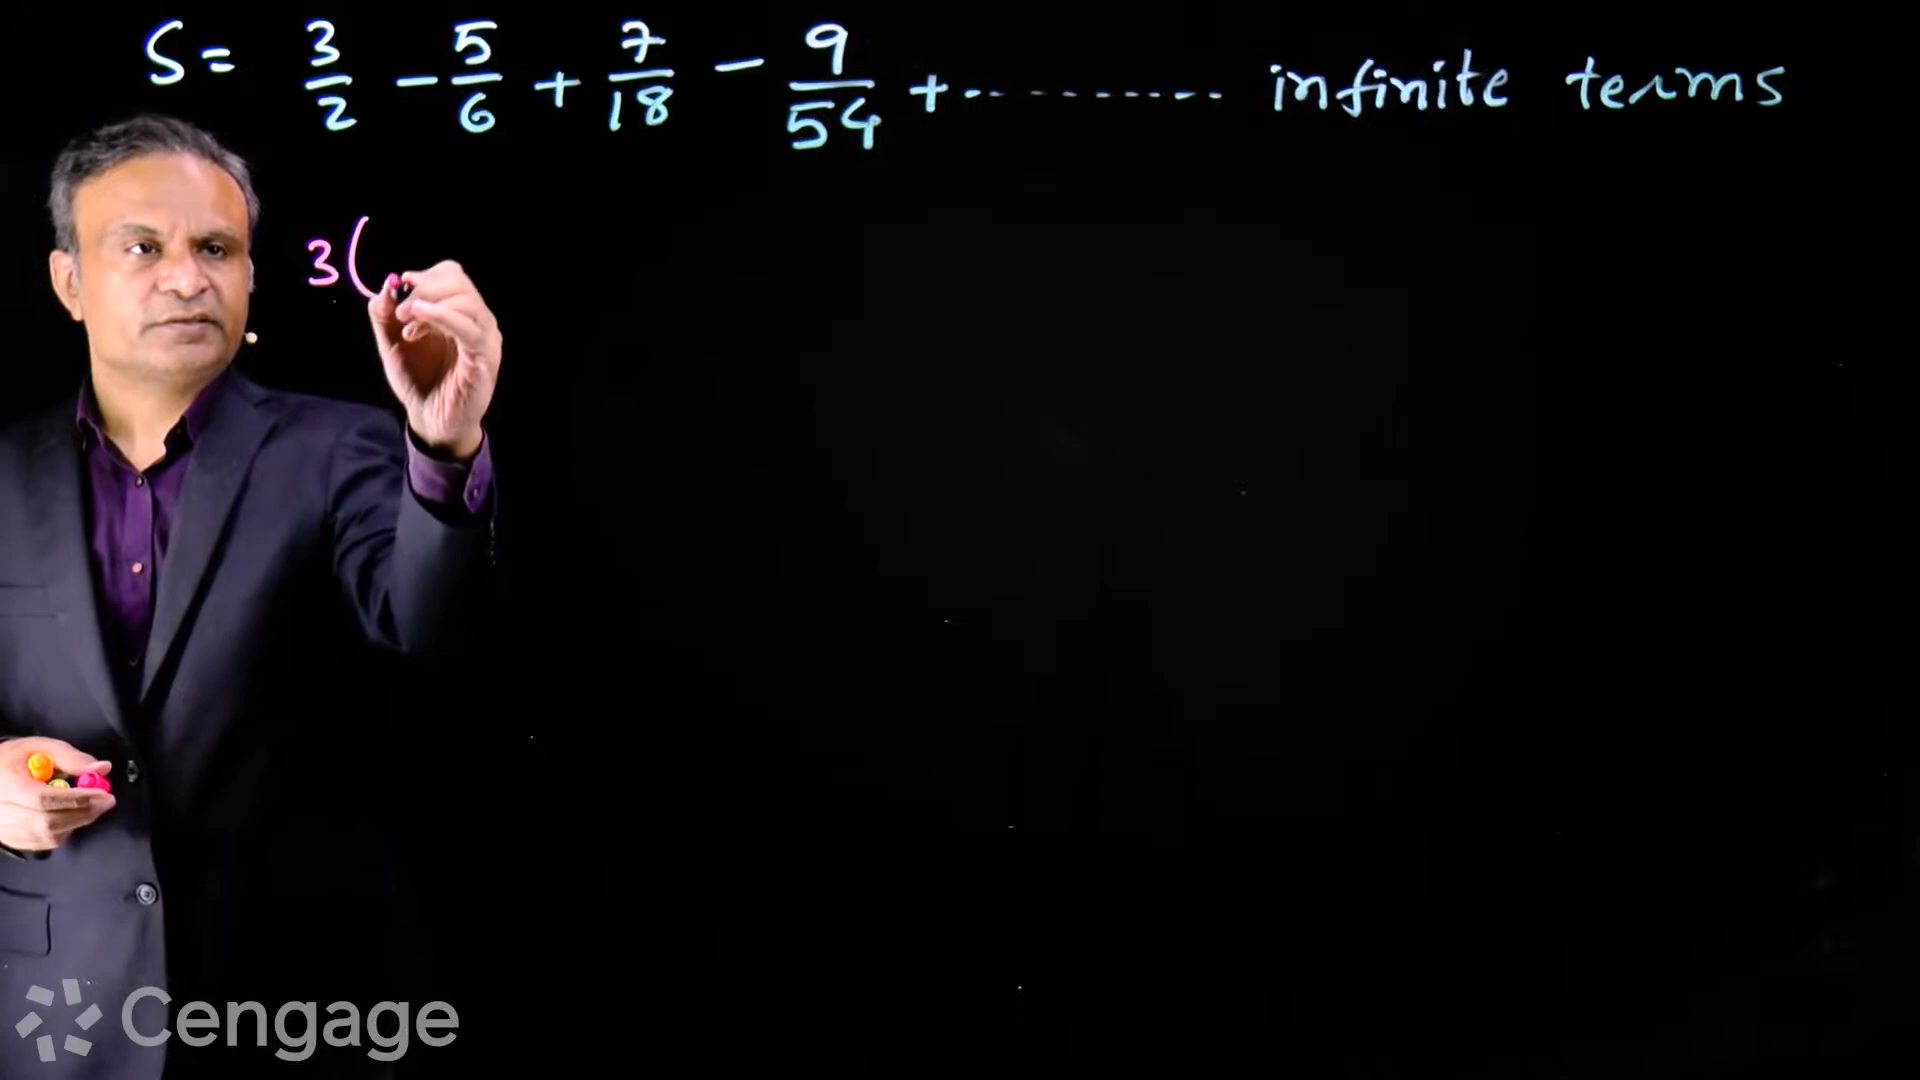 S = 3/2 - 5/6 + 7/18 - 9/54 + ......... infinite terms
3(
Cengage